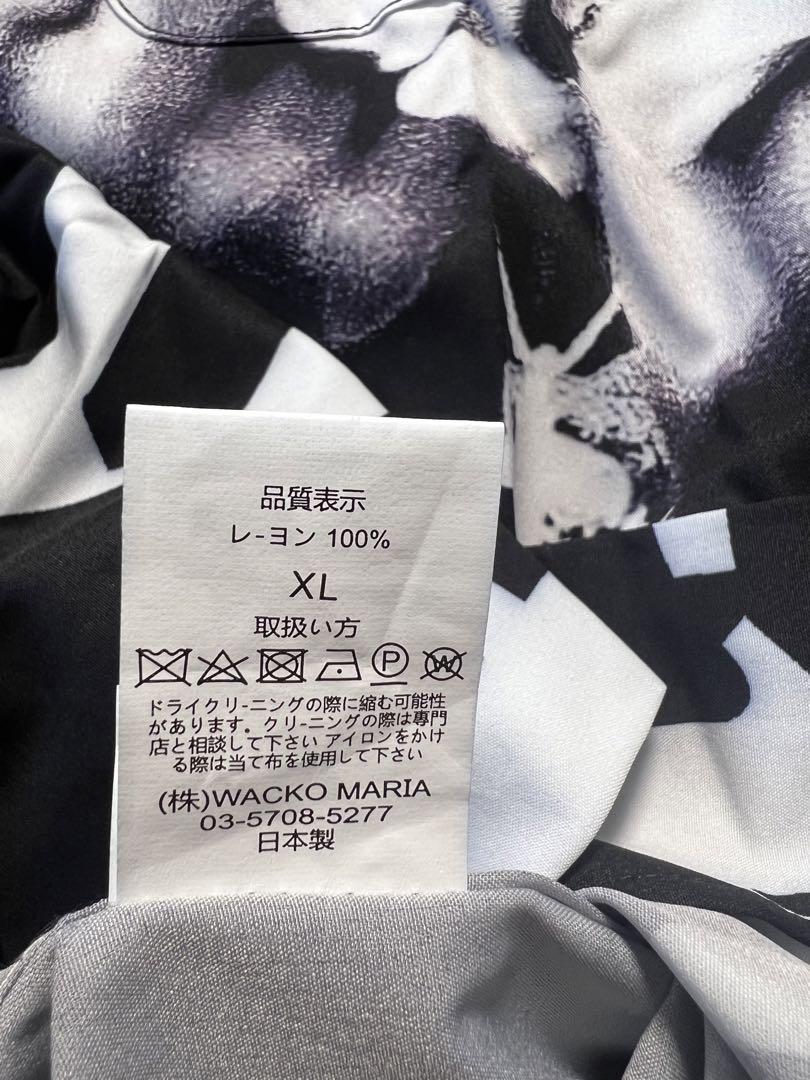 品質表示
レ-ヨン 100%
XL
取扱い方
P W
ドライクリ-ニングの際に縮む可能性
があります。クリ-ニングの際は専門
店と相談して下さい アイロンをかけ
る際は当て布を使用して下さい
(株)WACKO MARIA
03-5708-5277
日本製